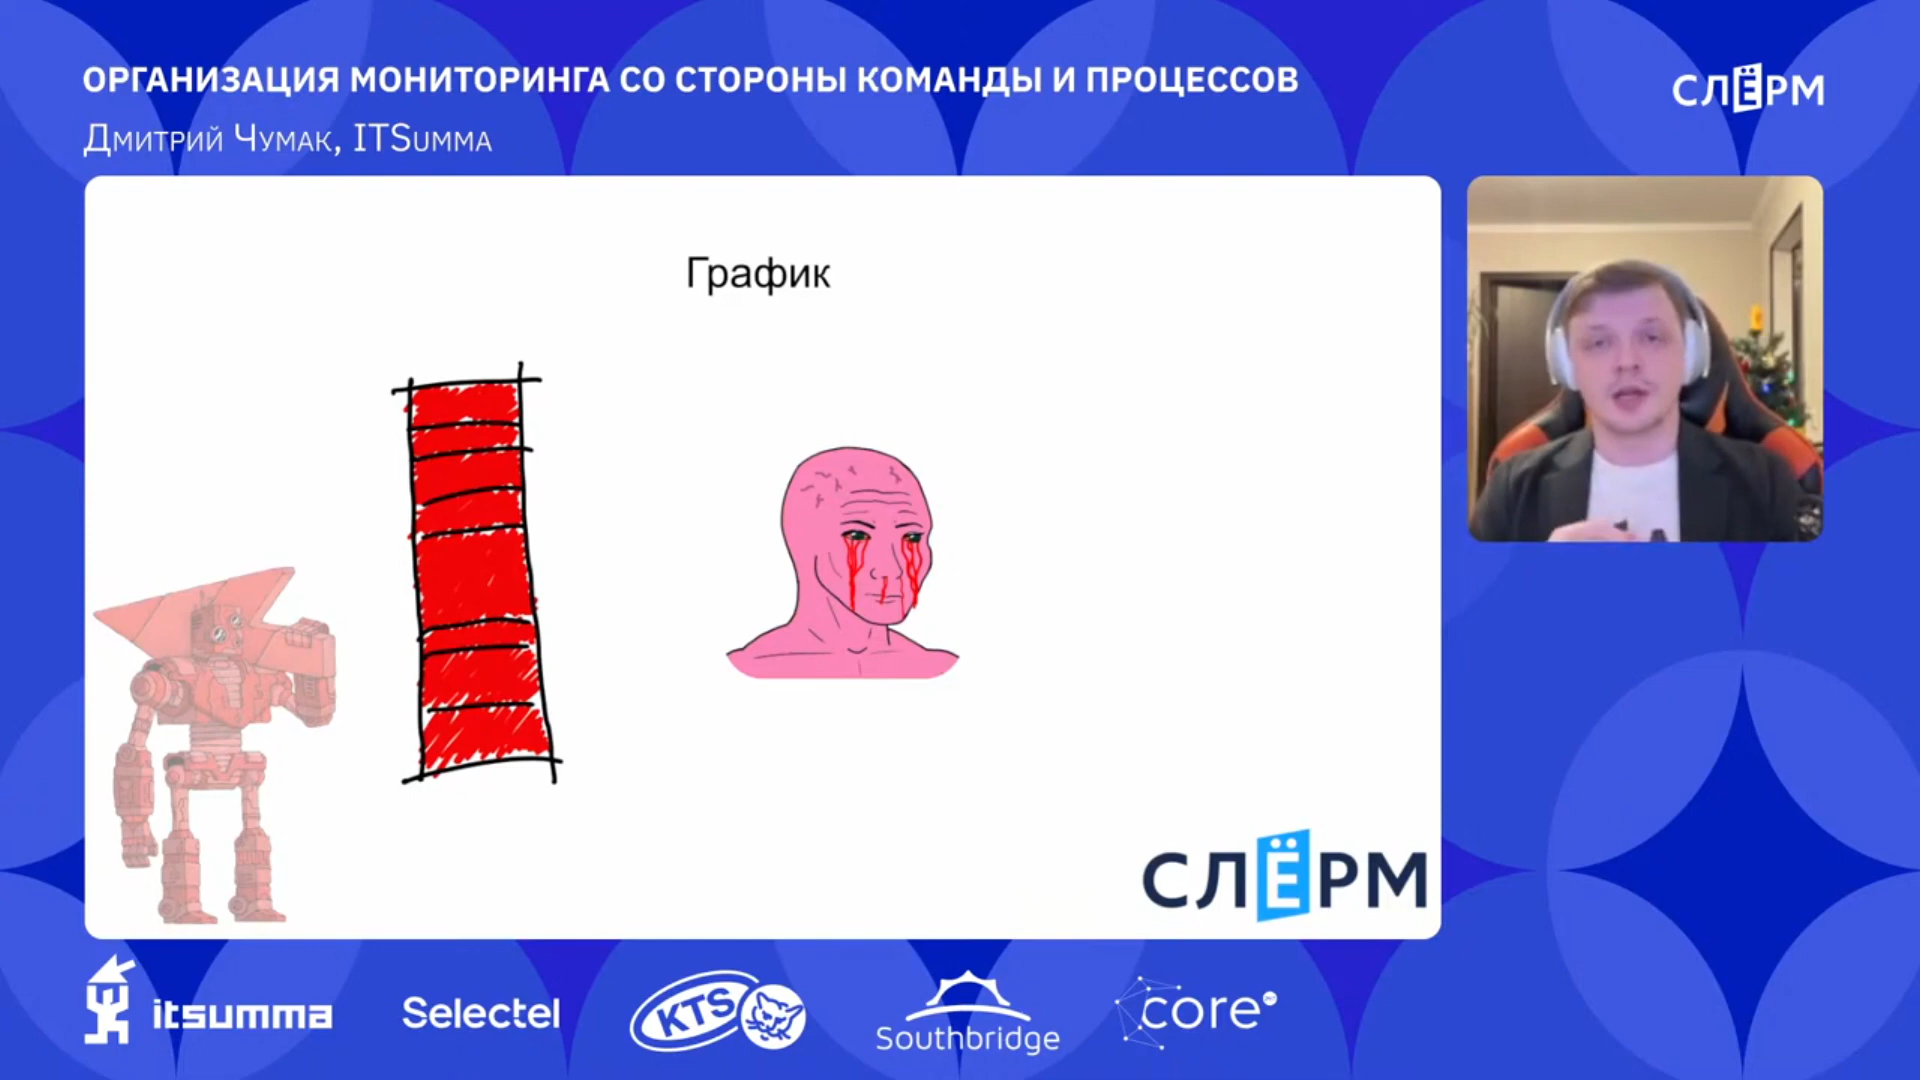 ОРГАНИЗАЦИЯ МОНИТОРИНГА СО СТОРОНЫ КОМАНДЫ И ПРОЦЕССОВ
Дмитрий Чумак, ITSumma
СЛЁРМ
График
СЛЁРМ
itsumma
Selectel
KTS
Southbridge
core